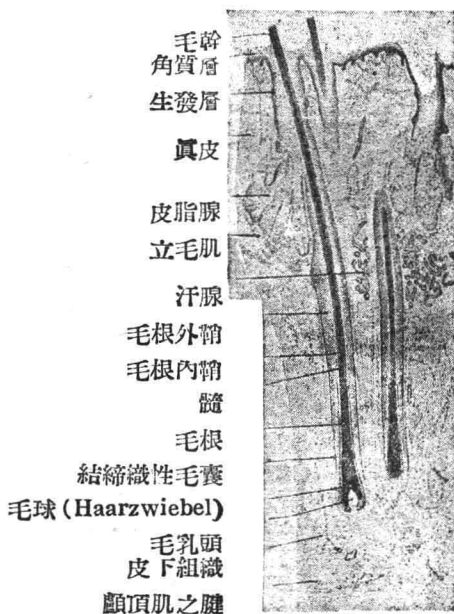 毛幹
角質層
生發層
眞皮
皮脂腺
立毛肌
汗腺
毛根外鞘
毛根內鞘
髓
毛根
結締織性毛囊
毛球(Haarzwiebel)
毛乳頭
皮下組織
顱頂肌之腱